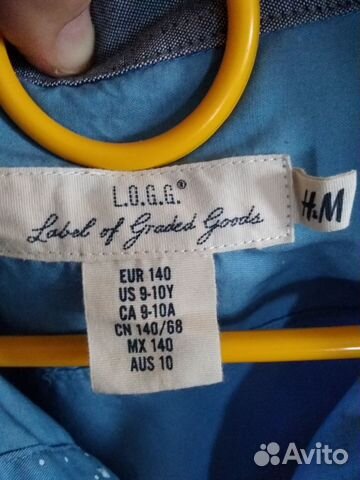 L.O.G.G.®
Label of Graded Goods
H&M
EUR 140
US 9-10Y
CA 9-10A
CN 140/68
MX 140
AUS 10
Avito